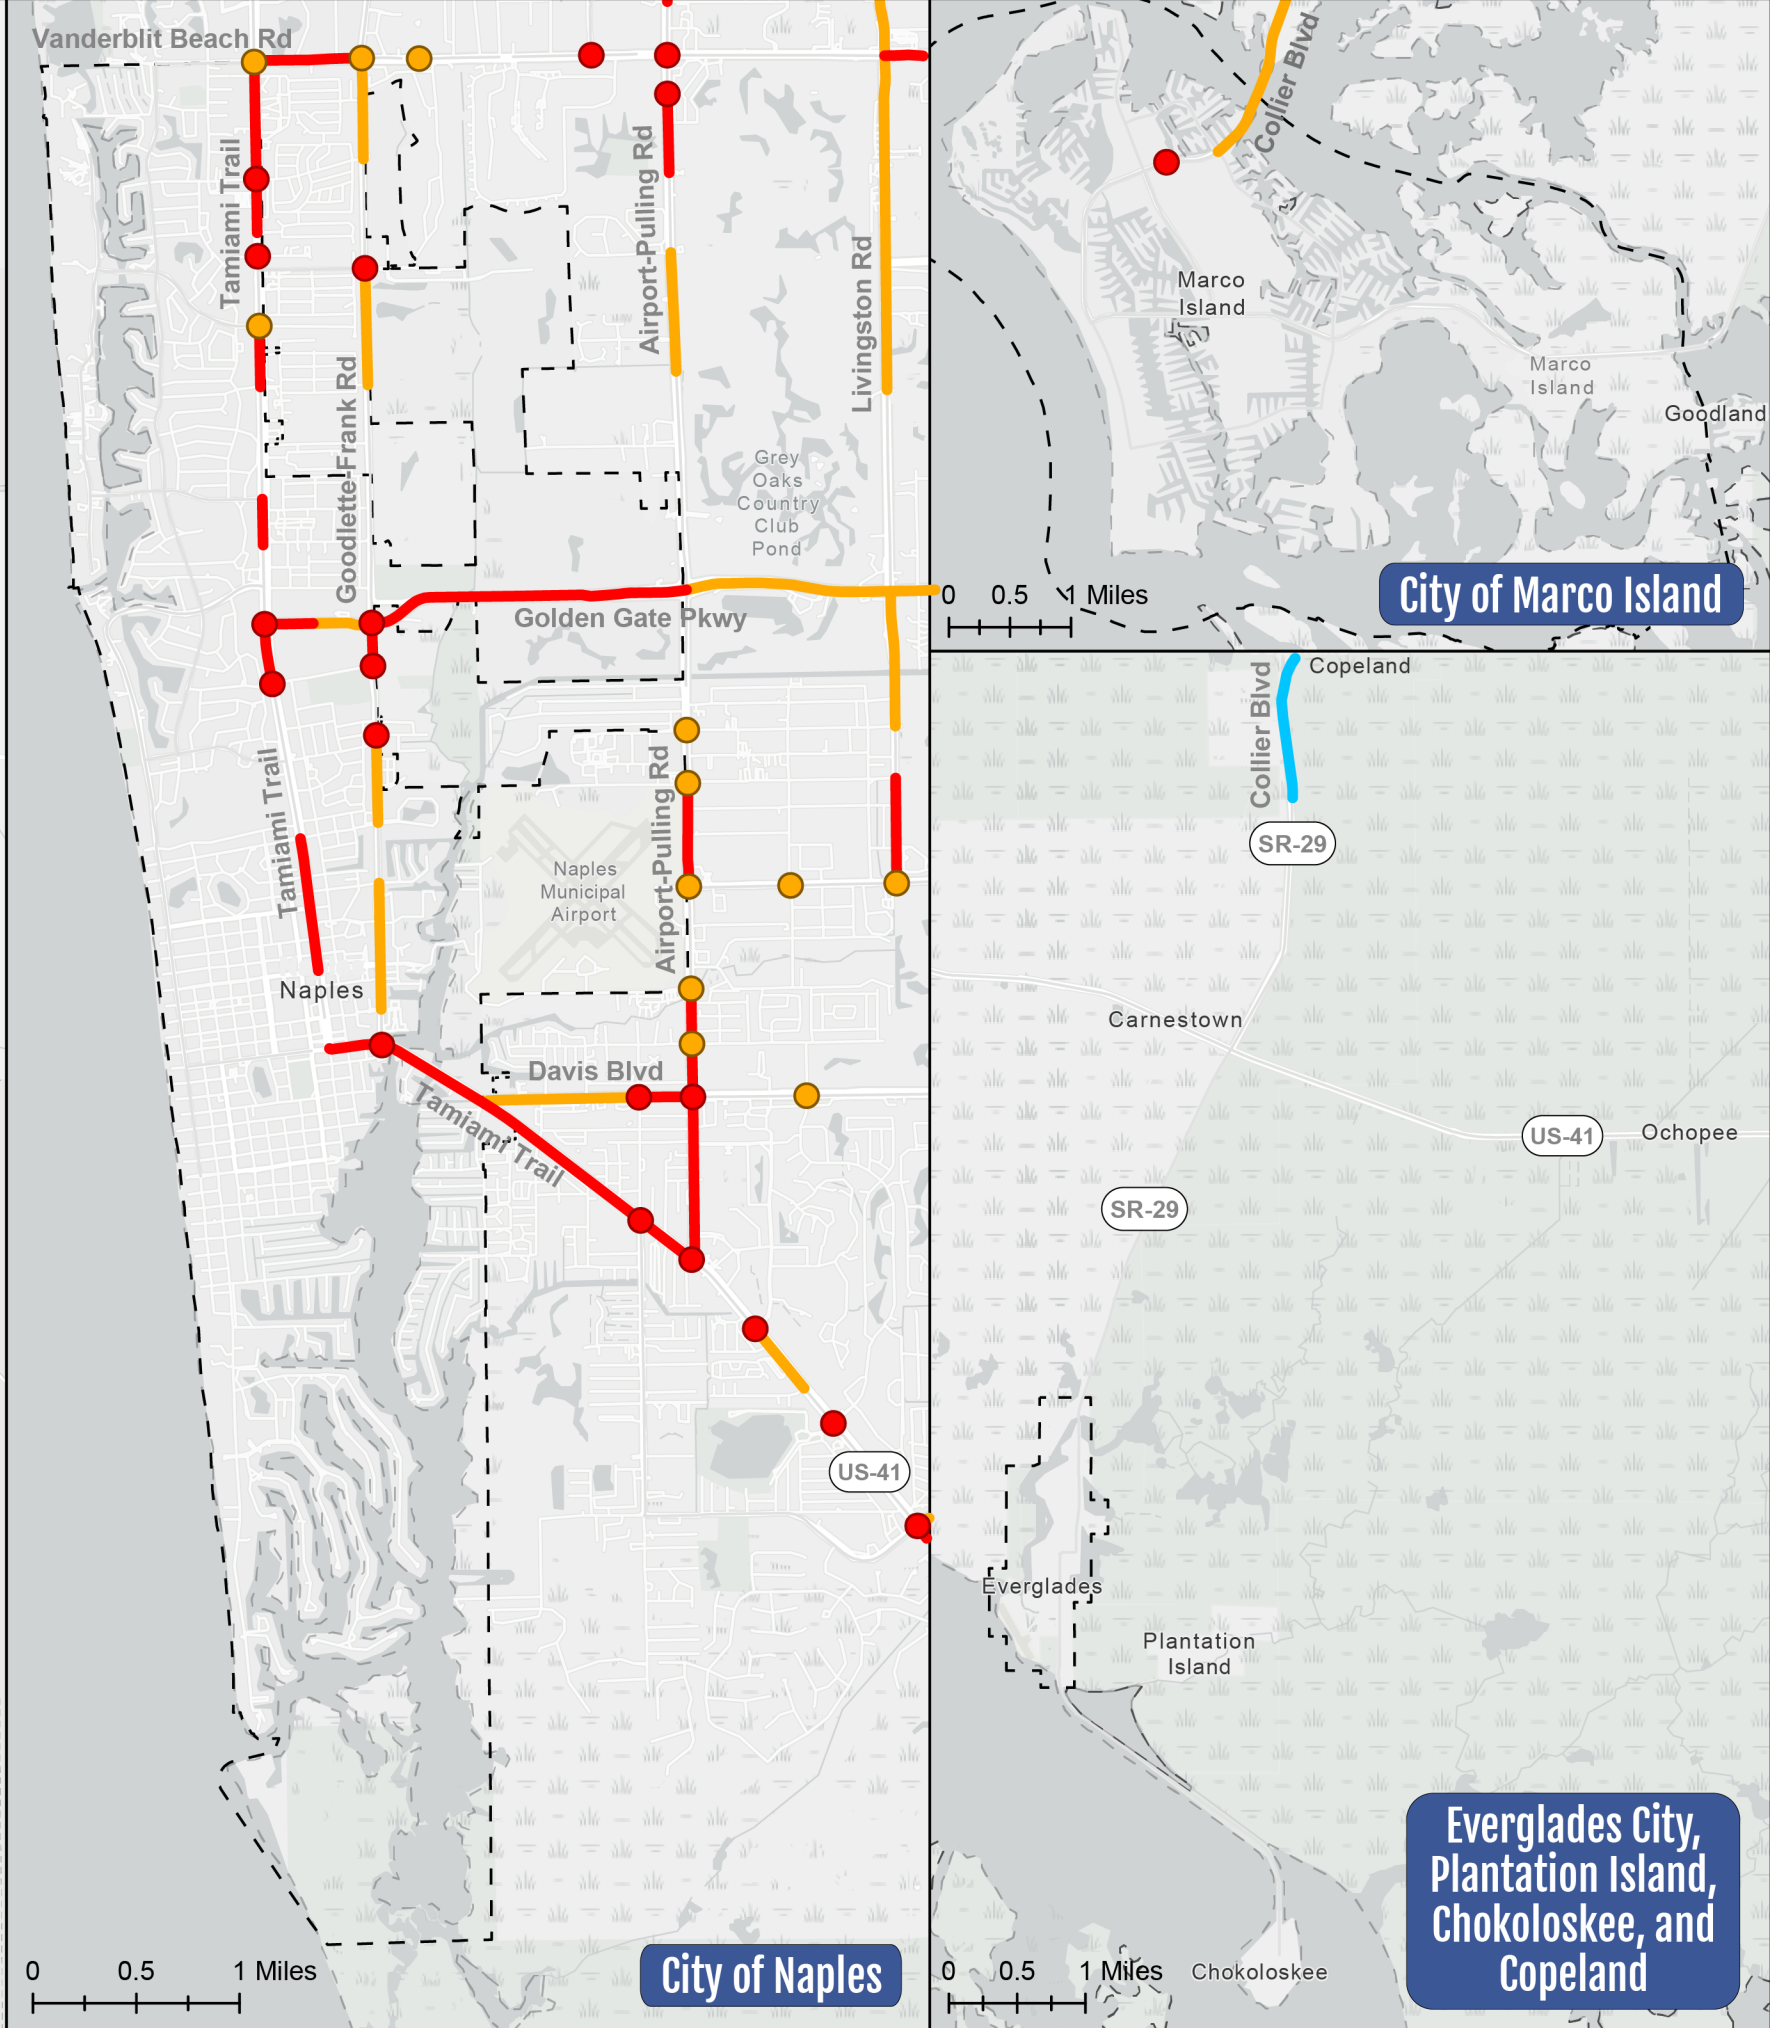 Vanderblit Beach Rd
Tamiami Trail
Goodlette-Frank Rd
Airport-Pulling Rd
Livingston Rd
Grey
Oaks
Country
Club
Pond
Golden Gate Pkwy
Tamiami Trail
Airport-Pulling Rd
Naples
Municipal
Airport
Naples
Davis Blvd
Tamiami Trail
US-41
0 0.5 1 Miles
City of Naples
Collier Blvd
Marco
Island
Marco
Island
Goodland
0 0.5 1 Miles
City of Marco Island
Collier Blvd
Copeland
SR-29
Carnestown
US-41
Ochopee
SR-29
Everglades
Plantation
Island
Chokoloskee
0 0.5 1 Miles
Everglades City,
Plantation Island,
Chokoloskee, and
Copeland